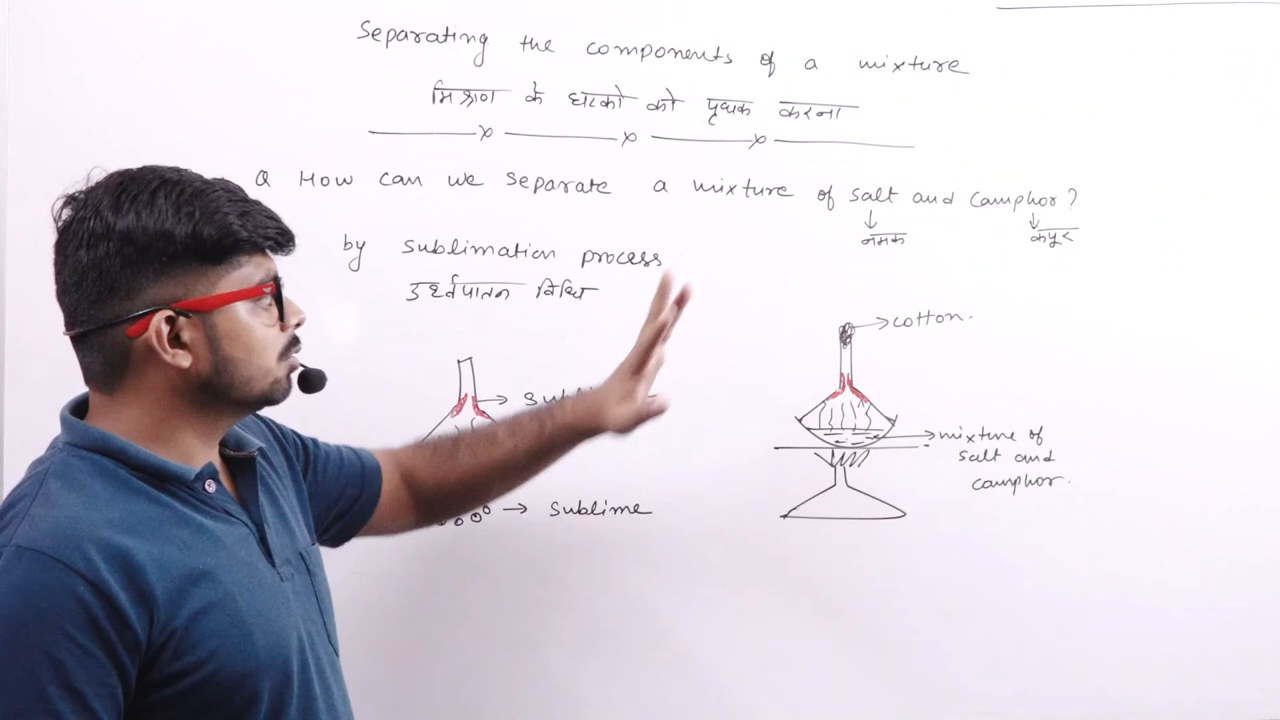 Separating the components of a mixture
मिश्रण के घटको को पृथक करना
Q How can we separate a mixture of salt and camphor?
नमक
कपूर
by sublimation process
उर्ध्वपातन विधि
cotton.
mixture of
salt and
camphor.
sublime